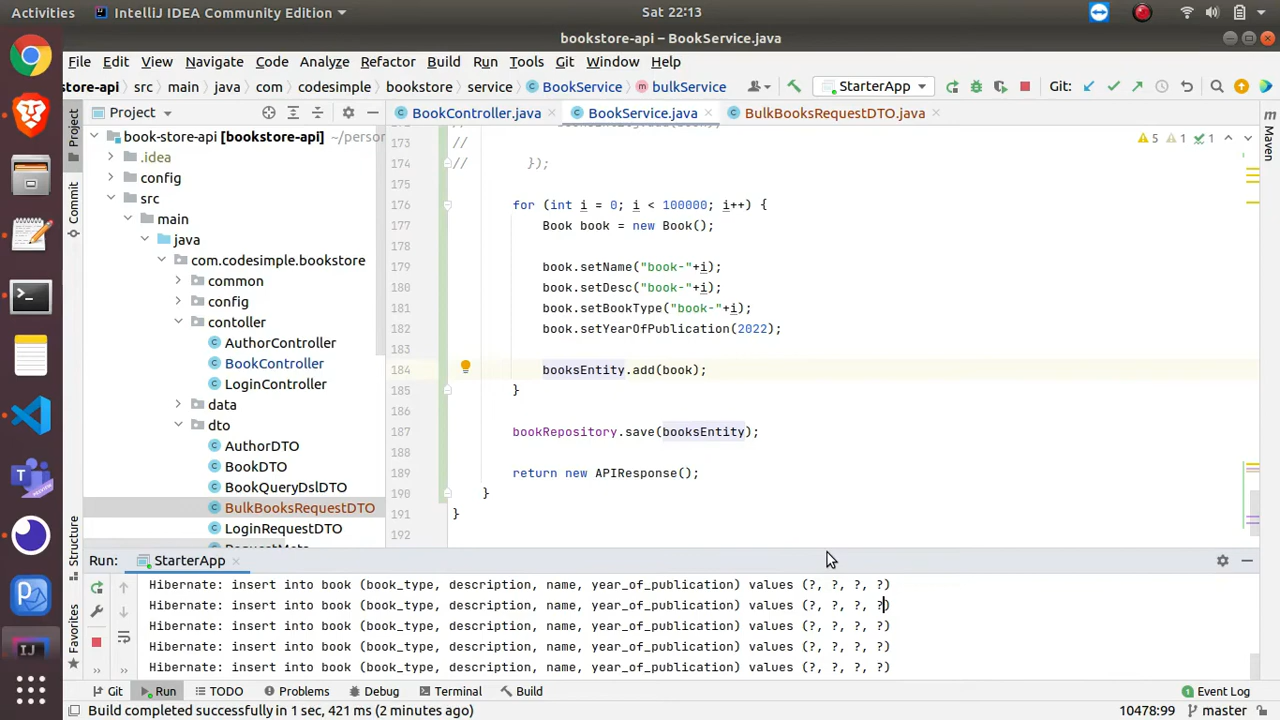 Activities IntelliJ IDEA Community Edition Sat 22:13
bookstore-api – BookService.java
File Edit View Navigate Code Analyze Refactor Build Run Tools Git Window Help
store-api src main java com codesimple bookstore service BookService bulkService StarterApp Git:
Project
BookController.java BookService.java BulkBooksRequestDTO.java
book-store-api [bookstore-api] ~/person
.idea
config
src
main
java
com.codesimple.bookstore
common
config
contoller
AuthorController
BookController
LoginController
data
dto
AuthorDTO
BookDTO
BookQueryDslDTO
BulkBooksRequestDTO
LoginRequestDTO
Project
Commit
Structure
Favorites
5 1 1
Maven
173 //
174 // });
175
176 for (int i = 0; i < 100000; i++) {
177 Book book = new Book();
178
179 book.setName("book-"+i);
180 book.setDesc("book-"+i);
181 book.setBookType("book-"+i);
182 book.setYearOfPublication(2022);
183
184 booksEntity.add(book);
185 }
186
187 bookRepository.save(booksEntity);
188
189 return new APIResponse();
190 }
191 }
192
Run: StarterApp
Hibernate: insert into book (book_type, description, name, year_of_publication) values (?, ?, ?, ?)
Hibernate: insert into book (book_type, description, name, year_of_publication) values (?, ?, ?, ?)
Hibernate: insert into book (book_type, description, name, year_of_publication) values (?, ?, ?, ?)
Hibernate: insert into book (book_type, description, name, year_of_publication) values (?, ?, ?, ?)
Hibernate: insert into book (book_type, description, name, year_of_publication) values (?, ?, ?, ?)
Git Run TODO Problems Debug Terminal Build 1 Event Log
Build completed successfully in 1 sec, 421 ms (2 minutes ago) 10478:99 master